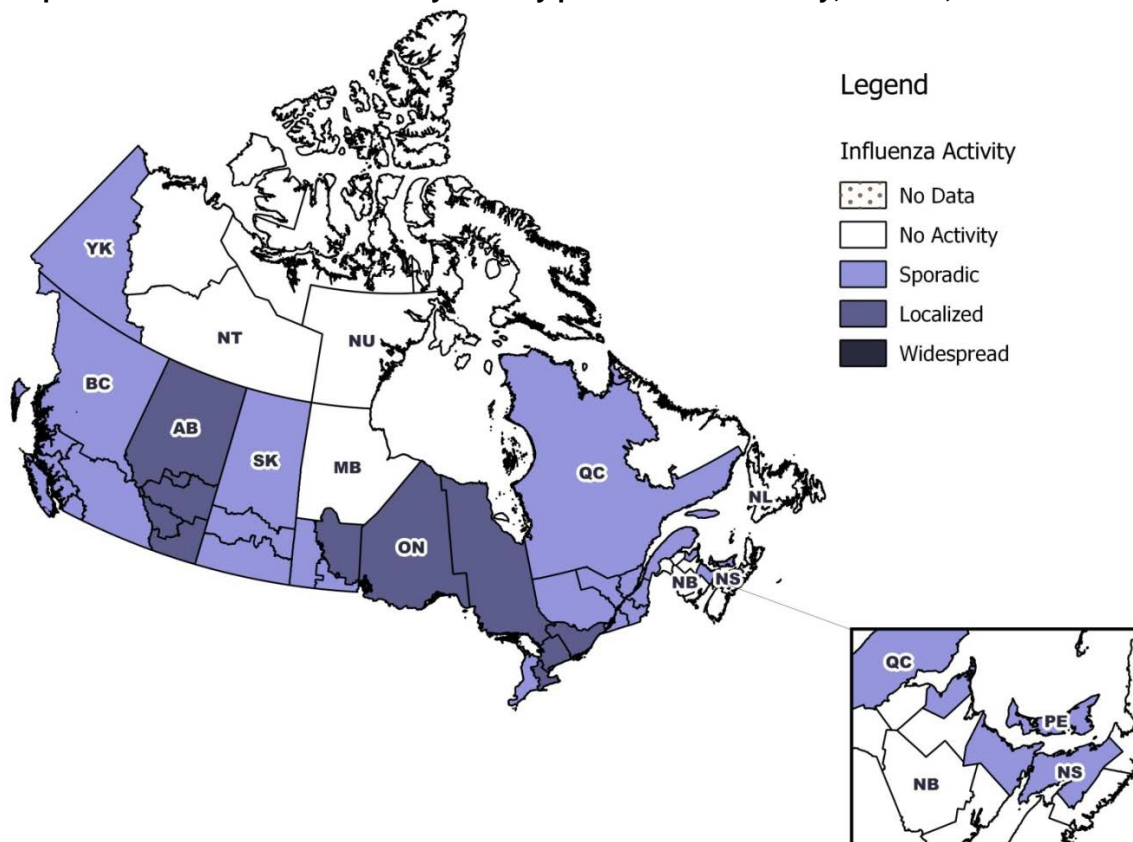 Legend
Influenza Activity
No Data
No Activity
Sporadic
Localized
Widespread
YK
NT
NU
BC
AB
SK
MB
QC
NL
ON
NB
NS
QC
PE
NS
NB